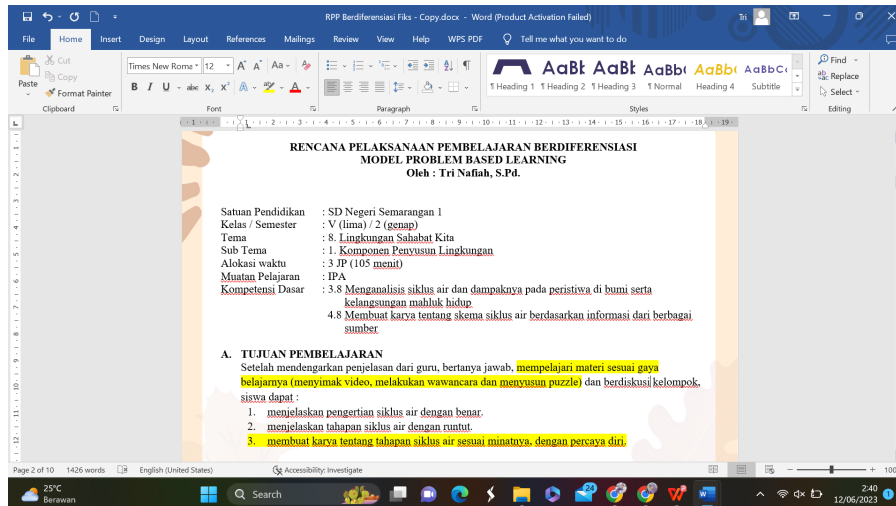 RPP Berdiferensiasi Fiks - Copy.docx - Word (Product Activation Failed)
Tri
File Home Insert Design Layout References Mailings Review View Help WPS PDF Tell me what you want to do
Paste
Cut
Copy
Format Painter
Times New Roma 12
B I U abc x, x²
AaBb AaBb AaBb( AaBb( AaBbC
¶ Heading 1 ¶ Heading 2 ¶ Heading 3 ¶ Normal Heading 4 Subtitle
Find
Replace
Select
Clipboard Font Paragraph Styles Editing
RENCANA PELAKSANAAN PEMBELAJARAN BERDIFERENSIASI
MODEL PROBLEM BASED LEARNING
Oleh : Tri Nafiah, S.Pd.
Satuan Pendidikan : SD Negeri Semarangan 1
Kelas / Semester : V (lima) / 2 (genap)
Tema : 8. Lingkungan Sahabat Kita
Sub Tema : 1. Komponen Penyusun Lingkungan
Alokasi waktu : 3 JP (105 menit)
Muatan Pelajaran : IPA
Kompetensi Dasar : 3.8 Menganalisis siklus air dan dampaknya pada peristiwa di bumi serta
kelangsungan mahluk hidup
4.8 Membuat karya tentang skema siklus air berdasarkan informasi dari berbagai
sumber
A. TUJUAN PEMBELAJARAN
Setelah mendengarkan penjelasan dari guru, bertanya jawab, mempelajari materi sesuai gaya
belajarnya (menyimak video, melakukan wawancara dan menyusun puzzle) dan berdiskusi kelompok,
siswa dapat :
1. menjelaskan pengertian siklus air dengan benar.
2. menjelaskan tahapan siklus air dengan runtut.
3. membuat karya tentang tahapan siklus air sesuai minatnya, dengan percaya diri.
Page 2 of 10 1426 words English (United States) Accessibility: Investigate 100
25°C
Berawan
Search
24
2:40
12/06/2023
1